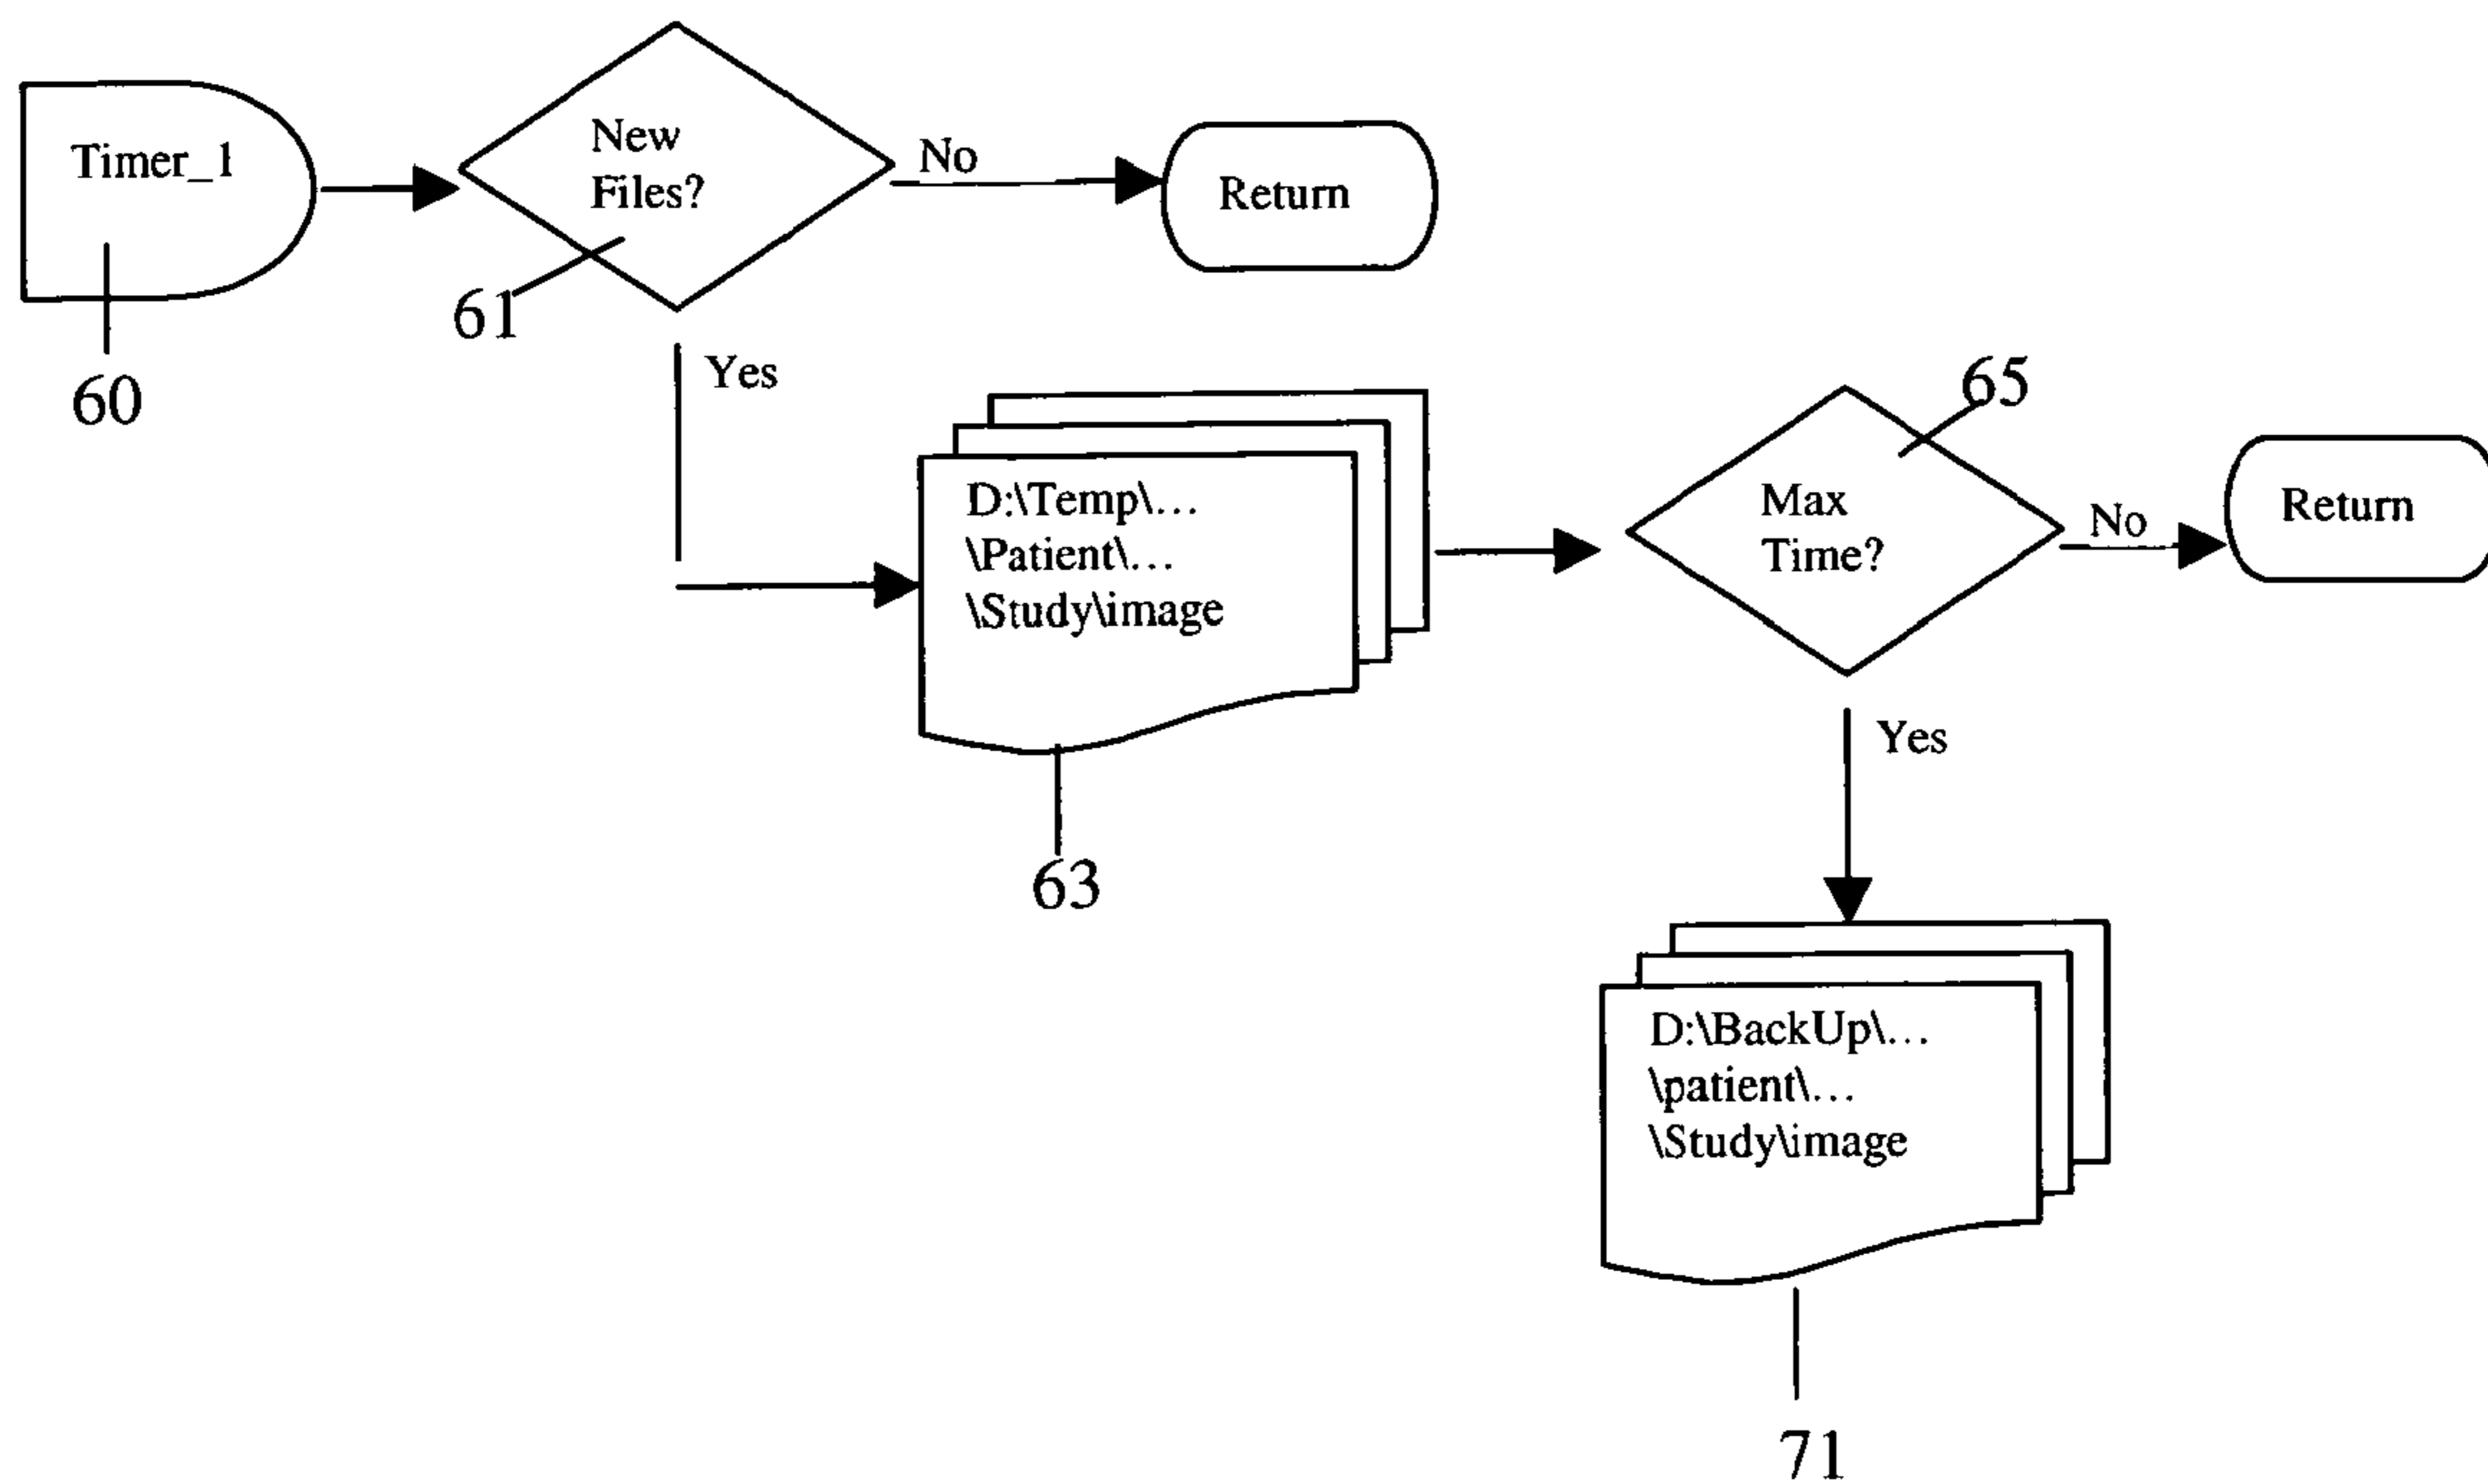 Timer_1
60
New
Files?
61
No
Return
Yes
D:\Temp\...
\Patient\...
\Study\image
63
65
Max
Time?
No
Return
Yes
D:\BackUp\...
\patient\...
\Study\image
71